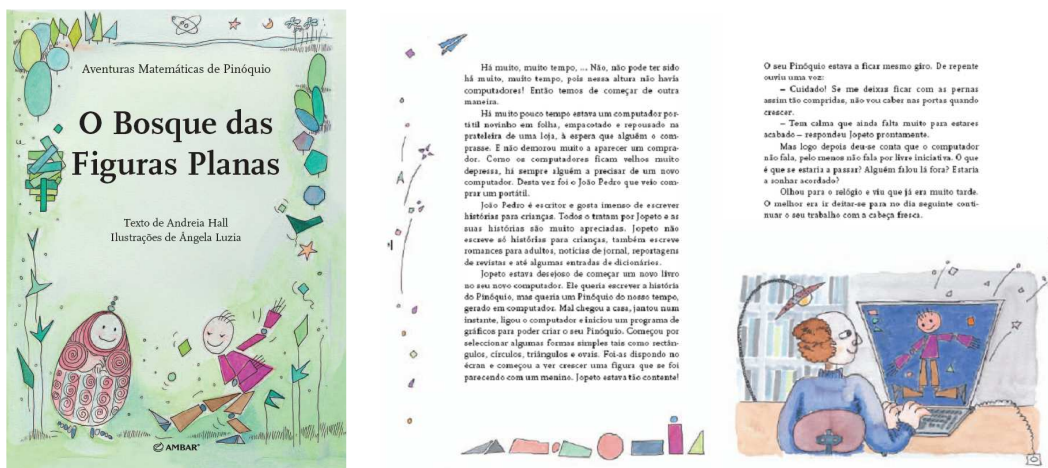 Aventuras Matemáticas de Pinóquio
O Bosque das
Figuras Planas
Texto de Andreia Hall
Ilustrações de Ângela Luzia
AMBAR
Há muito, muito tempo, ... Não, não pode ter sido
há muito, muito tempo, pois nessa altura não havia
computadores! Então temos de começar de outra
maneira.
Há muito pouco tempo estava um computador por-
tátil novinho em folha, empacotado e repousado na
prateleira de uma loja, à espera que alguém o com-
prasse. E não demorou muito a aparecer um compra-
dor. Como os computadores ficam velhos muito
depressa, há sempre alguém a precisar de um novo
computador. Desta vez foi o João Pedro que veio com-
prar um portátil.
João Pedro é escritor e gosta imenso de escrever
histórias para crianças. Todos o tratam por Jopeto e as
suas histórias são muito apreciadas. Jopeto não
escreve só histórias para crianças, também escreve
romances para adultos, notícias de jornal, reportagens
de revistas e até algumas entradas de dicionários.
Jopeto estava desejoso de começar um novo livro
no seu novo computador. Ele queria escrever a história
do Pinóquio, mas queria um Pinóquio do nosso tempo,
gerado em computador. Mal chegou a casa, jantou num
instante, ligou o computador e iniciou um programa de
gráficos para poder criar o seu Pinóquio. Começou por
seleccionar algumas formas simples tais como rectân-
gulos, círculos, triângulos e ovais. Foi-as dispondo no
écran e começou a ver crescer uma figura que se foi
parecendo com um menino. Jopeto estava tão contente!
O seu Pinóquio estava a ficar mesmo giro. De repente
ouviu uma voz:
– Cuidado! Se me deixas ficar com as pernas
assim tão compridas, não vou caber nas portas quando
crescer.
– Tem calma que ainda falta muito para estares
acabado – respondeu Jopeto prontamente.
Mas logo depois deu-se conta que o computador
não fala, pelo menos não fala por livre iniciativa. O que
é que se estaria a passar? Alguém falou lá fora? Estaria
a sonhar acordado?
Olhou para o relógio e viu que já era muito tarde.
O melhor era ir deitar-se para no dia seguinte conti-
nuar o seu trabalho com a cabeça fresca.